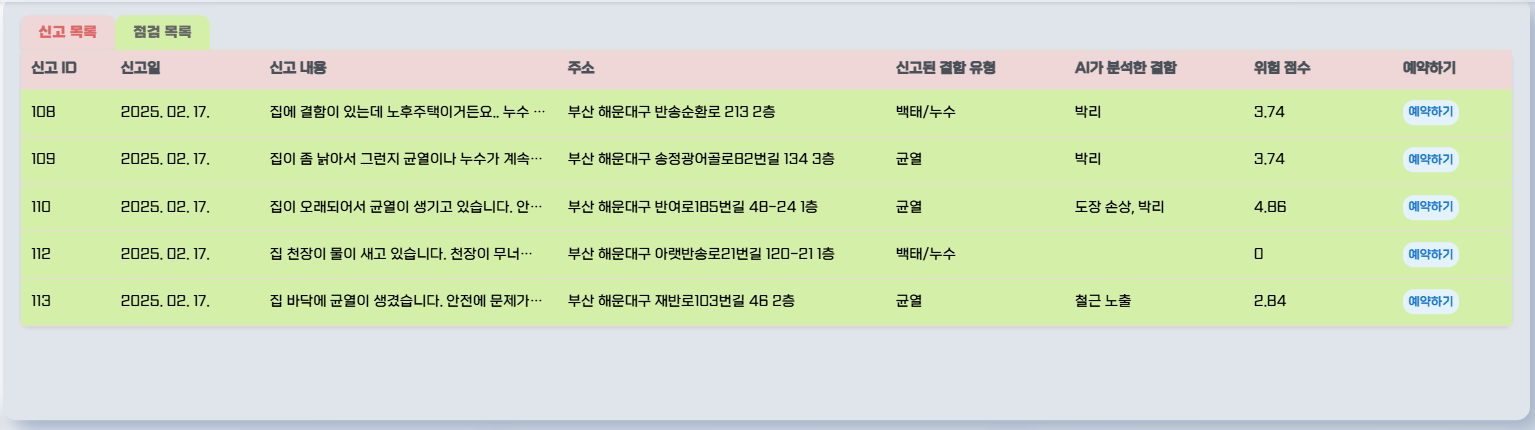 신고 목록 점검 목록
신고 ID 신고일 신고 내용 주소 신고된 결함 유형 AI가 분석한 결함 위험 점수 예약하기
108 2025. 02. 17. 집에 결함이 있는데 노후주택이거든요.. 누수 … 부산 해운대구 반송순환로 213 2층 백태/누수 박리 3.74 예약하기
109 2025. 02. 17. 집이 좀 낡아서 그런지 균열이나 누수가 계속… 부산 해운대구 송정광어골로82번길 134 3층 균열 박리 3.74 예약하기
110 2025. 02. 17. 집이 오래되어서 균열이 생기고 있습니다. 안… 부산 해운대구 반여로185번길 48-24 1층 균열 도장 손상, 박리 4.86 예약하기
112 2025. 02. 17. 집 천장이 물이 새고 있습니다. 천장이 무너… 부산 해운대구 아랫반송로21번길 120-21 1층 백태/누수 0 예약하기
113 2025. 02. 17. 집 바닥에 균열이 생겼습니다. 안전에 문제가… 부산 해운대구 재반로103번길 46 2층 균열 철근 노출 2.84 예약하기